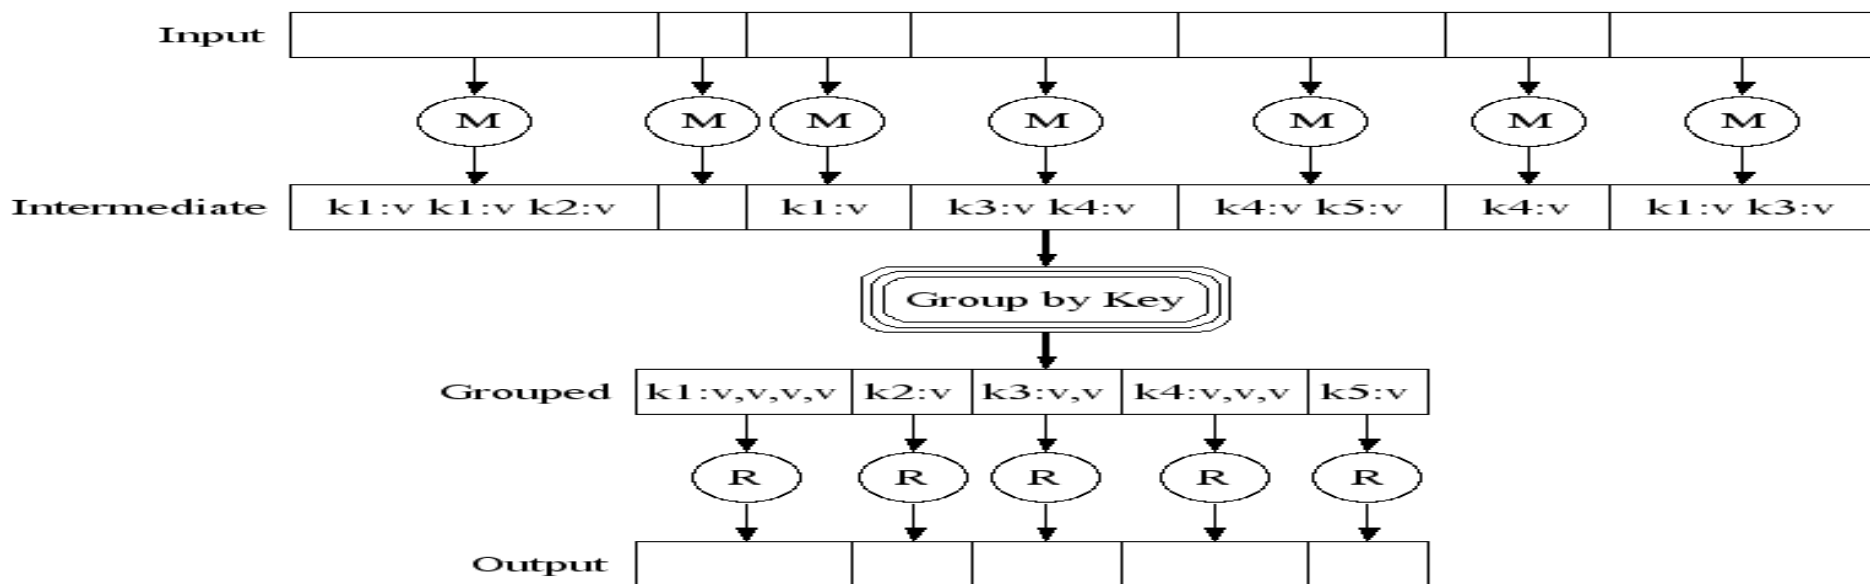 Input
M M M M M M M
Intermediate k1:v k1:v k2:v k1:v k3:v k4:v k4:v k5:v k4:v k1:v k3:v
Group by Key
Grouped k1:v,v,v,v k2:v k3:v,v k4:v,v,v k5:v
R R R R R
Output